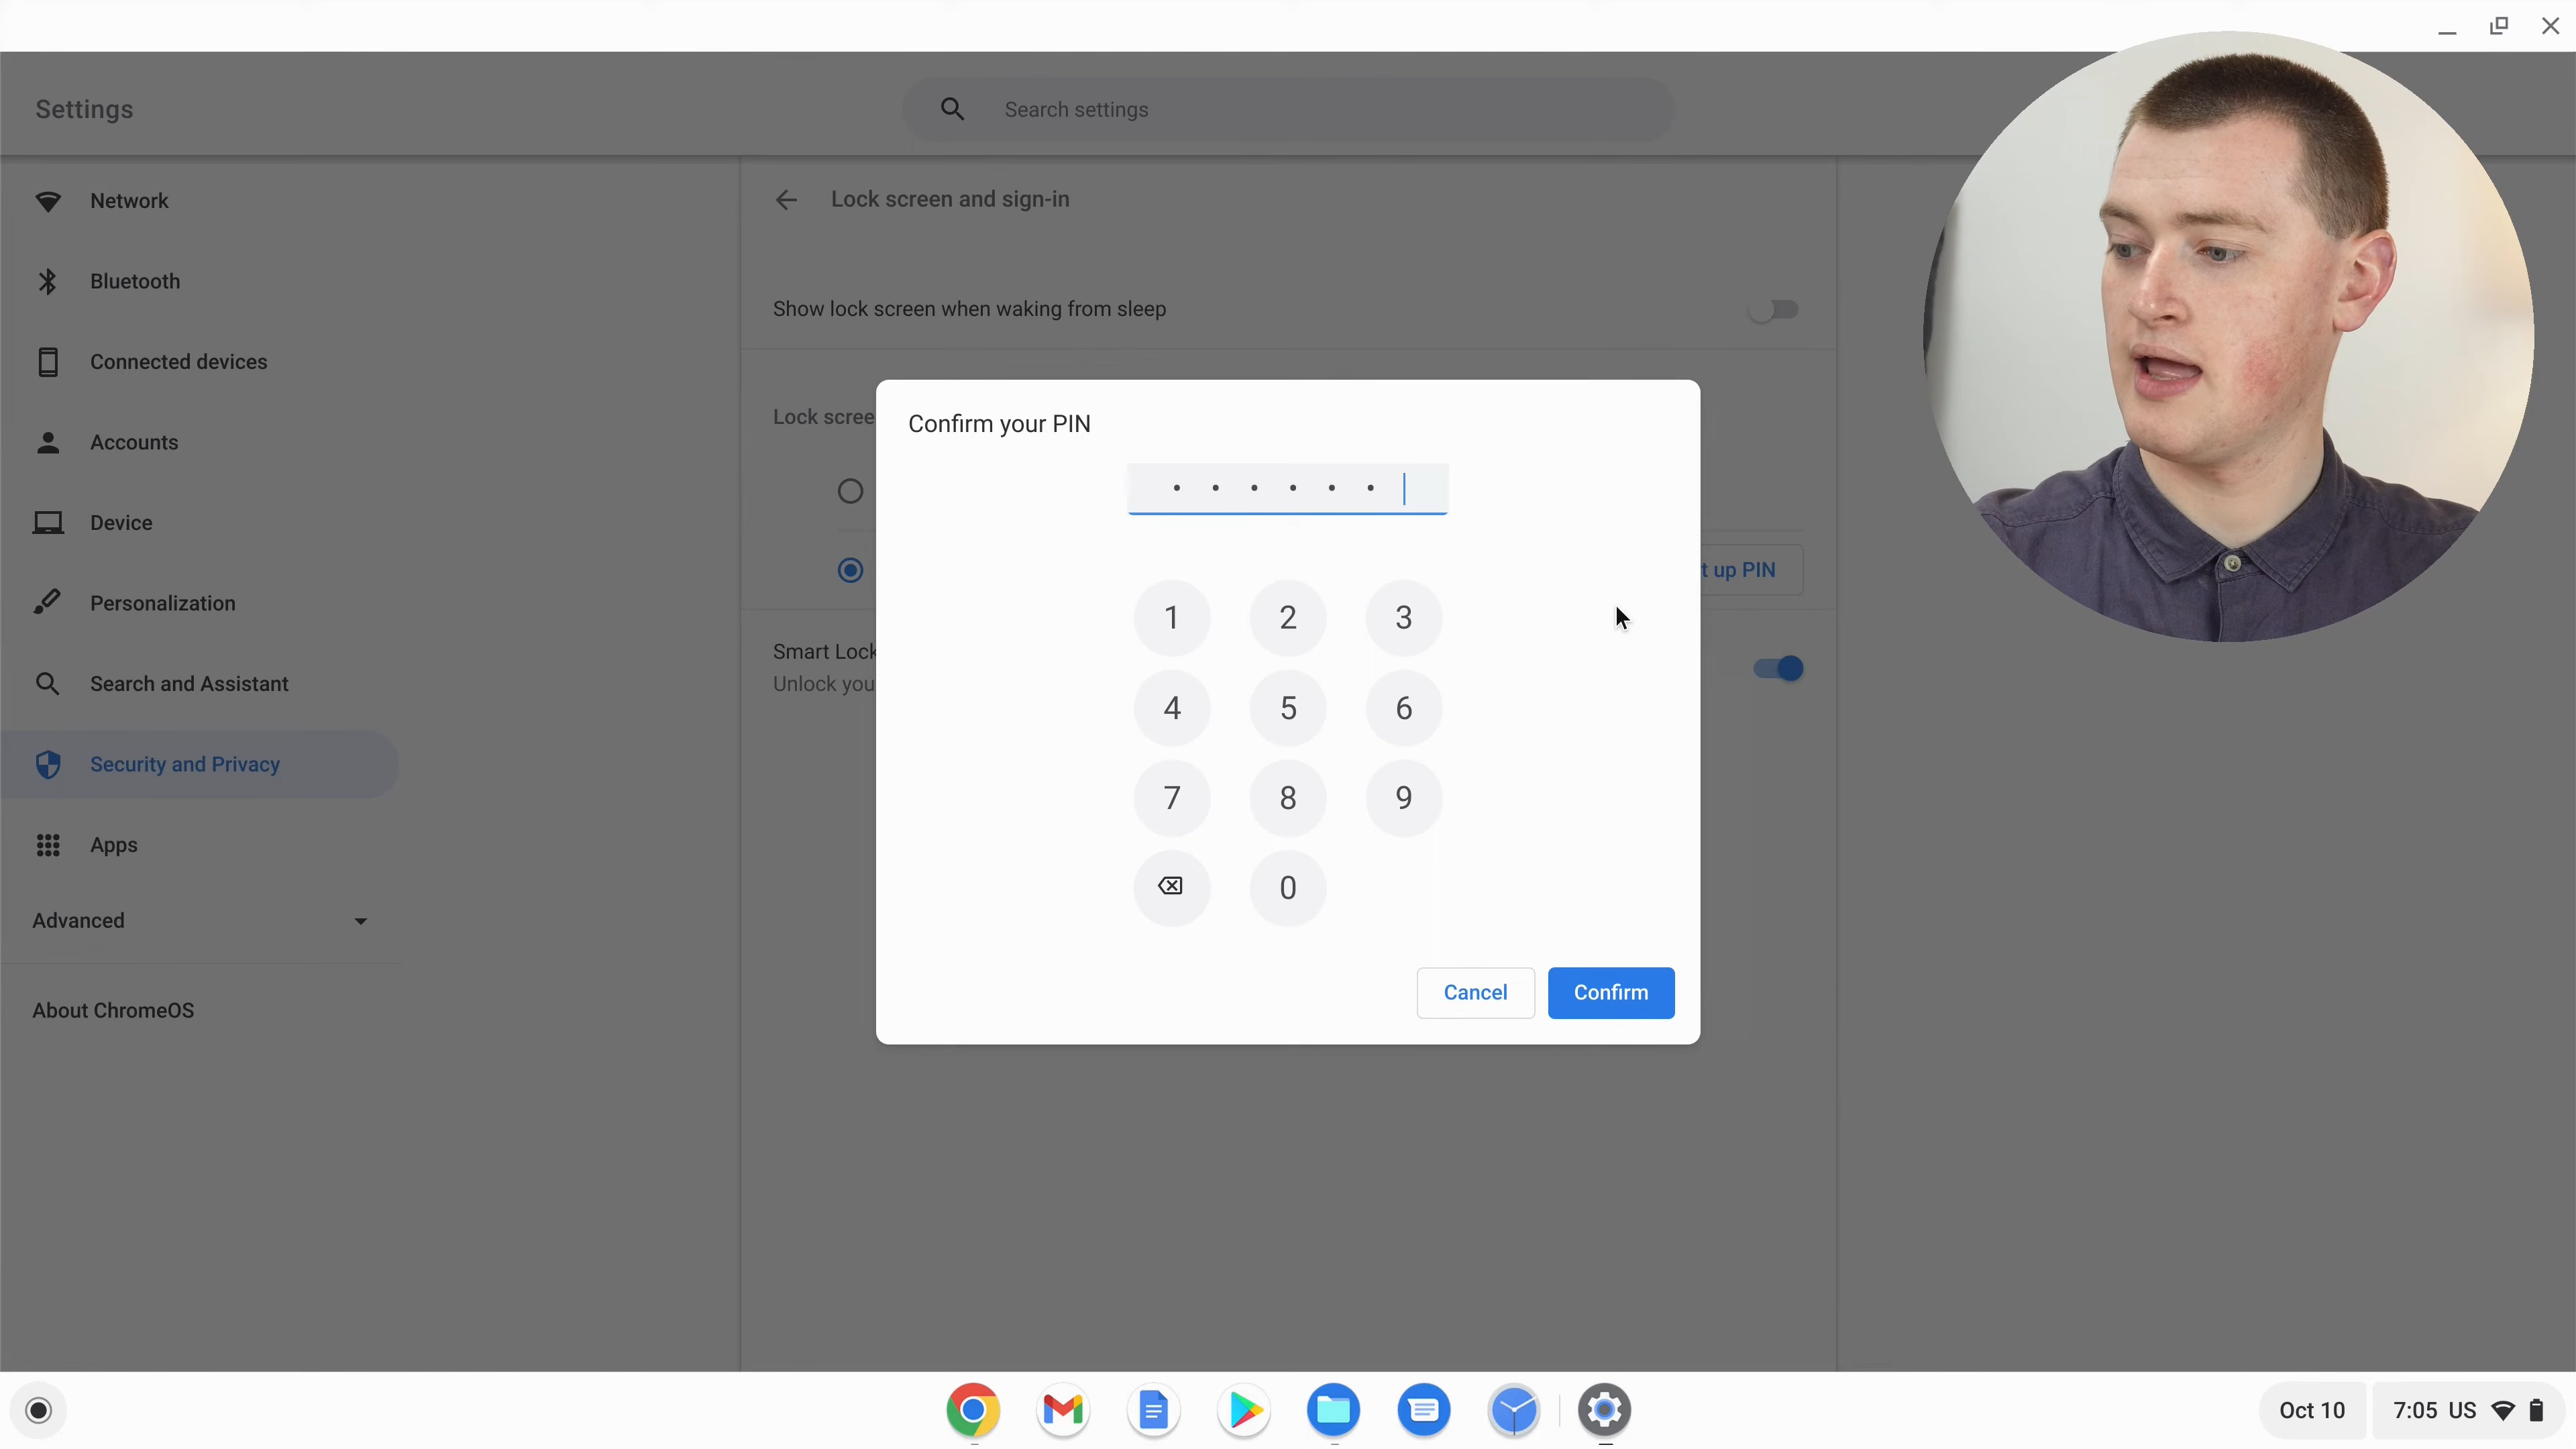 Settings
Search settings
Network
Bluetooth
Connected devices
Accounts
Device
Personalization
Search and Assistant
Security and Privacy
Apps
Advanced
About ChromeOS
Lock screen and sign-in
Show lock screen when waking from sleep
Lock scree
t up PIN
Smart Lock
Unlock you
Confirm your PIN
1 2 3
4 5 6
7 8 9
0
Cancel Confirm
Oct 10 7:05 US